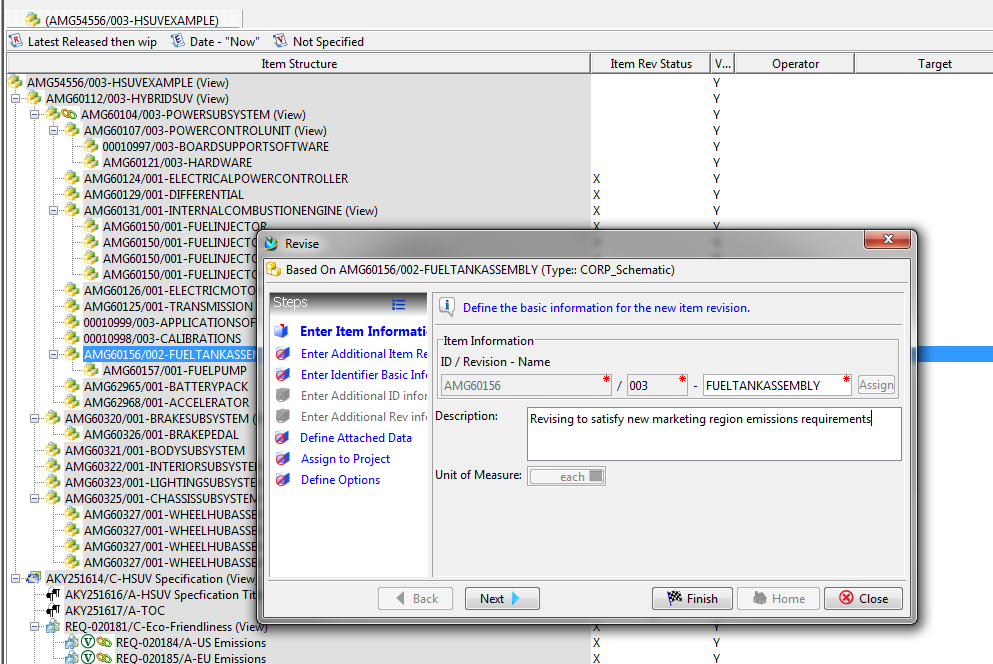 (AMG54556/003-HSUVEXAMPLE)
Latest Released then wip Date - "Now" Not Specified
Item Structure Item Rev Status V... Operator Target
AMG54556/003-HSUVEXAMPLE (View) Y
AMG60112/003-HYBRIDSUV (View) Y
AMG60104/003-POWERSUBSYSTEM (View) Y
AMG60107/003-POWERCONTROLUNIT (View) Y
00010997/003-BOARDSUPPORTSOFTWARE Y
AMG60121/003-HARDWARE Y
AMG60124/001-ELECTRICALPOWERCONTROLLER X Y
AMG60129/001-DIFFERENTIAL X Y
AMG60131/001-INTERNALCOMBUSTIONENGINE (View) X Y
AMG60150/001-FUELINJECTOR
AMG60150/001-FUELINJECTO
AMG60150/001-FUELINJECTO
AMG60150/001-FUELINJECTO
AMG60126/001-ELECTRICMOTO
AMG60125/001-TRANSMISSION
00010999/003-APPLICATIONSOF
00010998/003-CALIBRATIONS
AMG60156/002-FUELTANKASSEM
AMG60157/001-FUELPUMP
AMG62965/001-BATTERYPACK
AMG62968/001-ACCELERATOR
AMG60320/001-BRAKESUBSYSTEM (
AMG60326/001-BRAKEPEDAL
AMG60321/001-BODYSUBSYSTEM
AMG60322/001-INTERIORSUBSYSTE
AMG60323/001-LIGHTINGSUBSYSTE
AMG60325/001-CHASSISSUBSYSTEM
AMG60327/001-WHEELHUBASSE
AMG60327/001-WHEELHUBASSE
AMG60327/001-WHEELHUBASSE
AMG60327/001-WHEELHUBASSE
AKY251614/C-HSUV Specification (View
AKY251616/A-HSUV Specfication Tit
AKY251617/A-TOC
REQ-020181/C-Eco-Friendliness (View) X Y
REQ-020184/A-US Emissions X Y
REQ-020185/A-EU Emissions X Y
Revise
Based On AMG60156/002-FUELTANKASSEMBLY (Type:: CORP_Schematic)
Steps
Enter Item Informati
Enter Additional Item Re
Enter Identifier Basic Info
Enter Additional ID infor
Enter Additional Rev info
Define Attached Data
Assign to Project
Define Options
Define the basic information for the new item revision.
Item Information
ID / Revision - Name
AMG60156 * / 003 * - FUELTANKASSEMBLY * Assign
Description: Revising to satisfy new marketing region emissions requirements
Unit of Measure: each
Back Next Finish Home Close